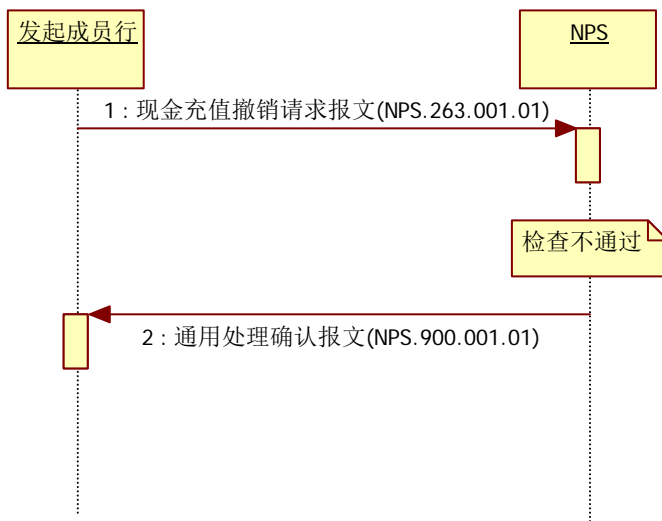 发起成员行
NPS
1 : 现金充值撤销请求报文(NPS.263.001.01)
检查不通过
2 : 通用处理确认报文(NPS.900.001.01)